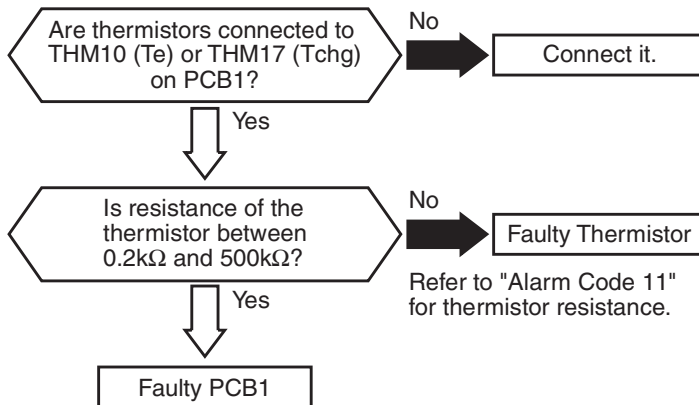 Are thermistors connected to
THM10 (Te) or THM17 (Tchg)
on PCB1?
No
Connect it.
Yes
Is resistance of the
thermistor between
0.2kΩ and 500kΩ?
No
Faulty Thermistor
Refer to "Alarm Code 11"
for thermistor resistance.
Yes
Faulty PCB1